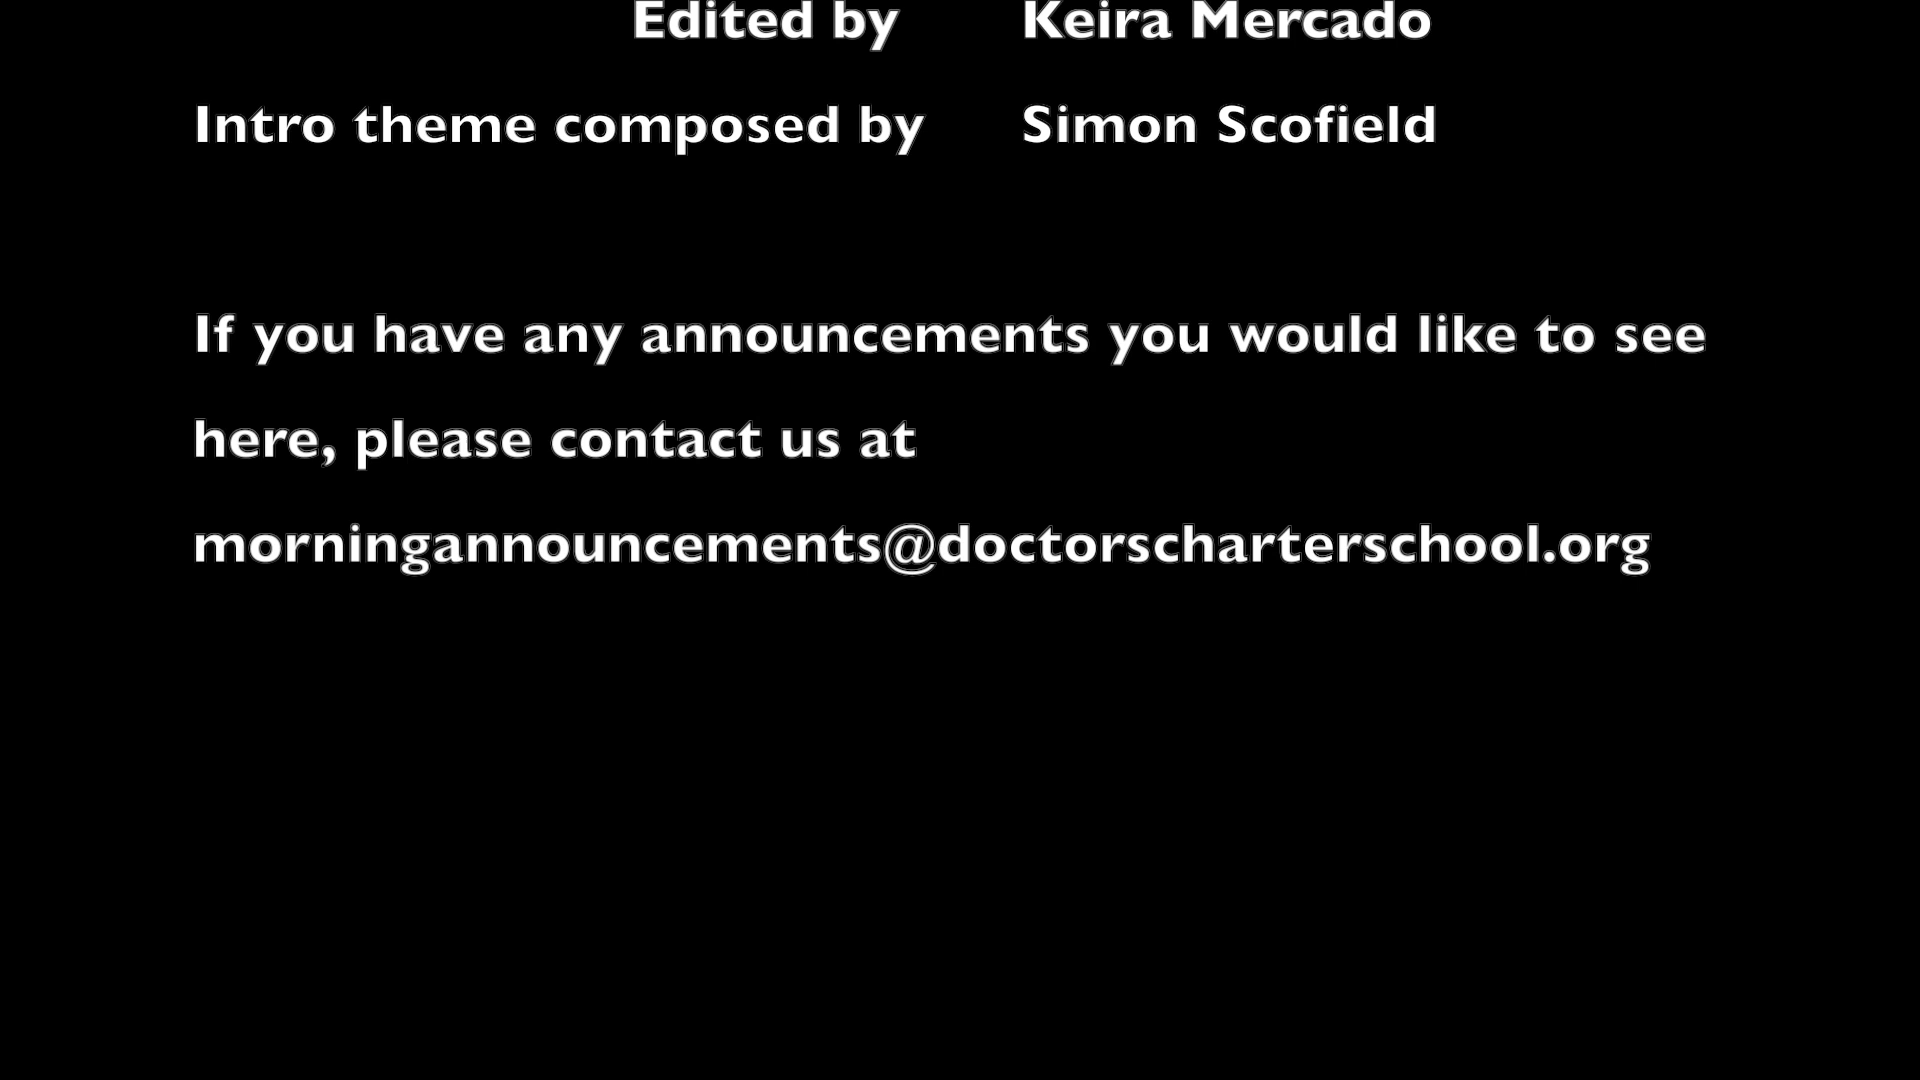 Edited by Keira Mercado
Intro theme composed by Simon Scofield
If you have any announcements you would like to see
here, please contact us at
morningannouncements@doctorscharterschool.org